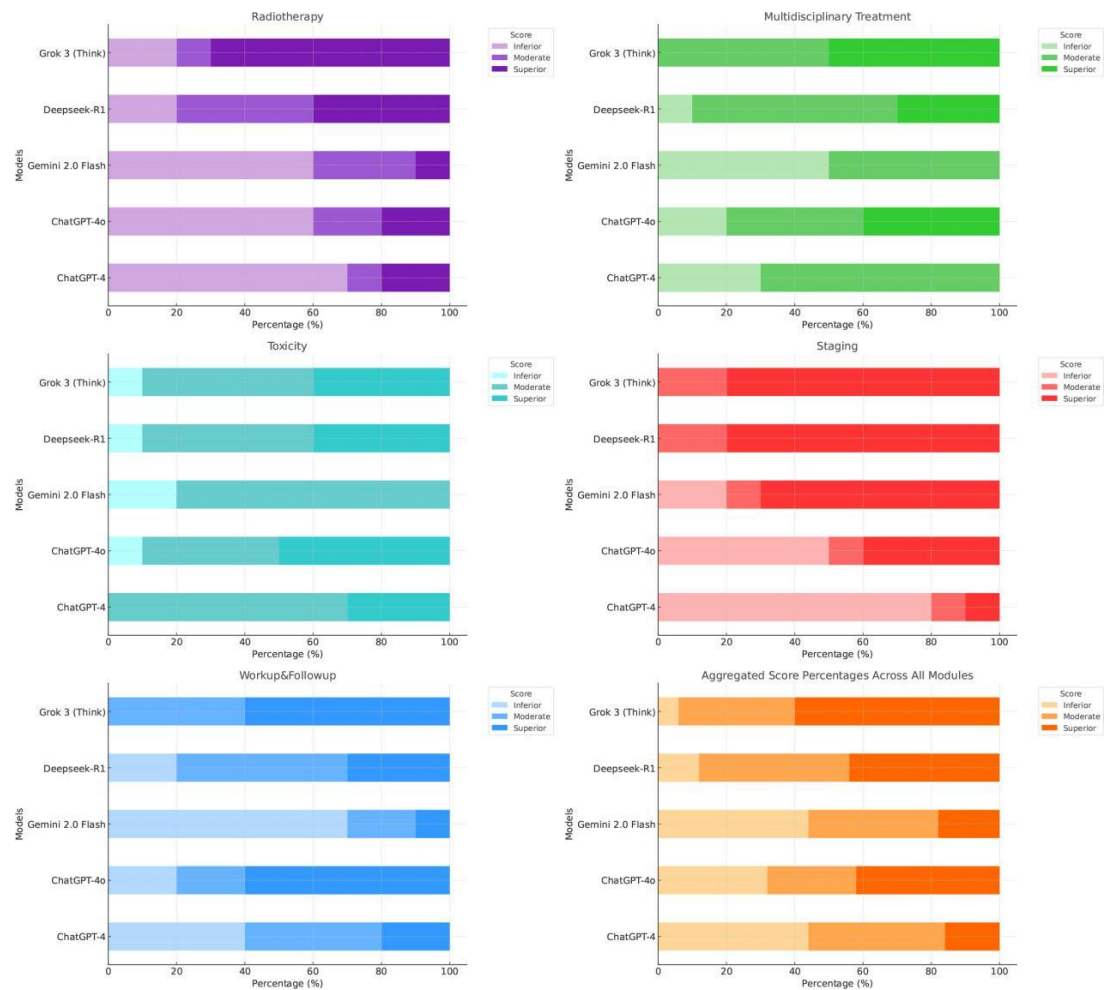 Radiotherapy
Models
Grok 3 (Think)
Deepseek-R1
Gemini 2.0 Flash
ChatGPT-4o
ChatGPT-4
0 20 40 60 80 100
Percentage (%)
Score
Inferior
Moderate
Superior
Multidisciplinary Treatment
Models
Grok 3 (Think)
Deepseek-R1
Gemini 2.0 Flash
ChatGPT-4o
ChatGPT-4
0 20 40 60 80 100
Percentage (%)
Score
Inferior
Moderate
Superior
Toxicity
Models
Grok 3 (Think)
Deepseek-R1
Gemini 2.0 Flash
ChatGPT-4o
ChatGPT-4
0 20 40 60 80 100
Percentage (%)
Score
Inferior
Moderate
Superior
Staging
Models
Grok 3 (Think)
Deepseek-R1
Gemini 2.0 Flash
ChatGPT-4o
ChatGPT-4
0 20 40 60 80 100
Percentage (%)
Score
Inferior
Moderate
Superior
Workup&Followup
Models
Grok 3 (Think)
Deepseek-R1
Gemini 2.0 Flash
ChatGPT-4o
ChatGPT-4
0 20 40 60 80 100
Percentage (%)
Score
Inferior
Moderate
Superior
Aggregated Score Percentages Across All Modules
Models
Grok 3 (Think)
Deepseek-R1
Gemini 2.0 Flash
ChatGPT-4o
ChatGPT-4
0 20 40 60 80 100
Percentage (%)
Score
Inferior
Moderate
Superior